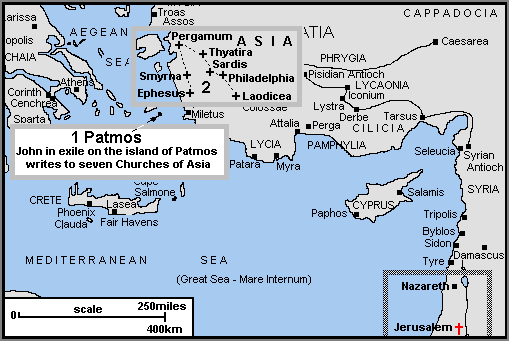 Troas
Assos
arissa
opolis
CHAIA
AEGEAN
SEA
Athens
Corinth
Cenchrea
Sparta
Pergamum
ASIA
Thyatira
Sardis
Smyrna
Philadelphia
2
Ephesus
Laodicea
ATIA
CAPPADOCIA
Caesarea
PHRYGIA
Pisidian Antioch
LYCAONIA
Iconium
Lystra
Derbe
Tarsus
CILICIA
Miletus
Colossae
Attalia
Perga
PAMPHYLIA
LYCIA
Patara
Myra
Seleucia
Syrian
Antioch
SYRIA
1 Patmos
John in exile on the island of Patmos
writes to seven Churches of Asia
Cape
Salmone
CRETE
Lasea
Phoenix
Clauda
Fair Havens
Salamis
CYPRUS
Paphos
Tripolis
Byblos
Sidon
Damascus
Tyre
MEDITERRANEAN SEA
(Great Sea - Mare Internum)
Nazareth
Jerusalem
0 scale 250miles
400km